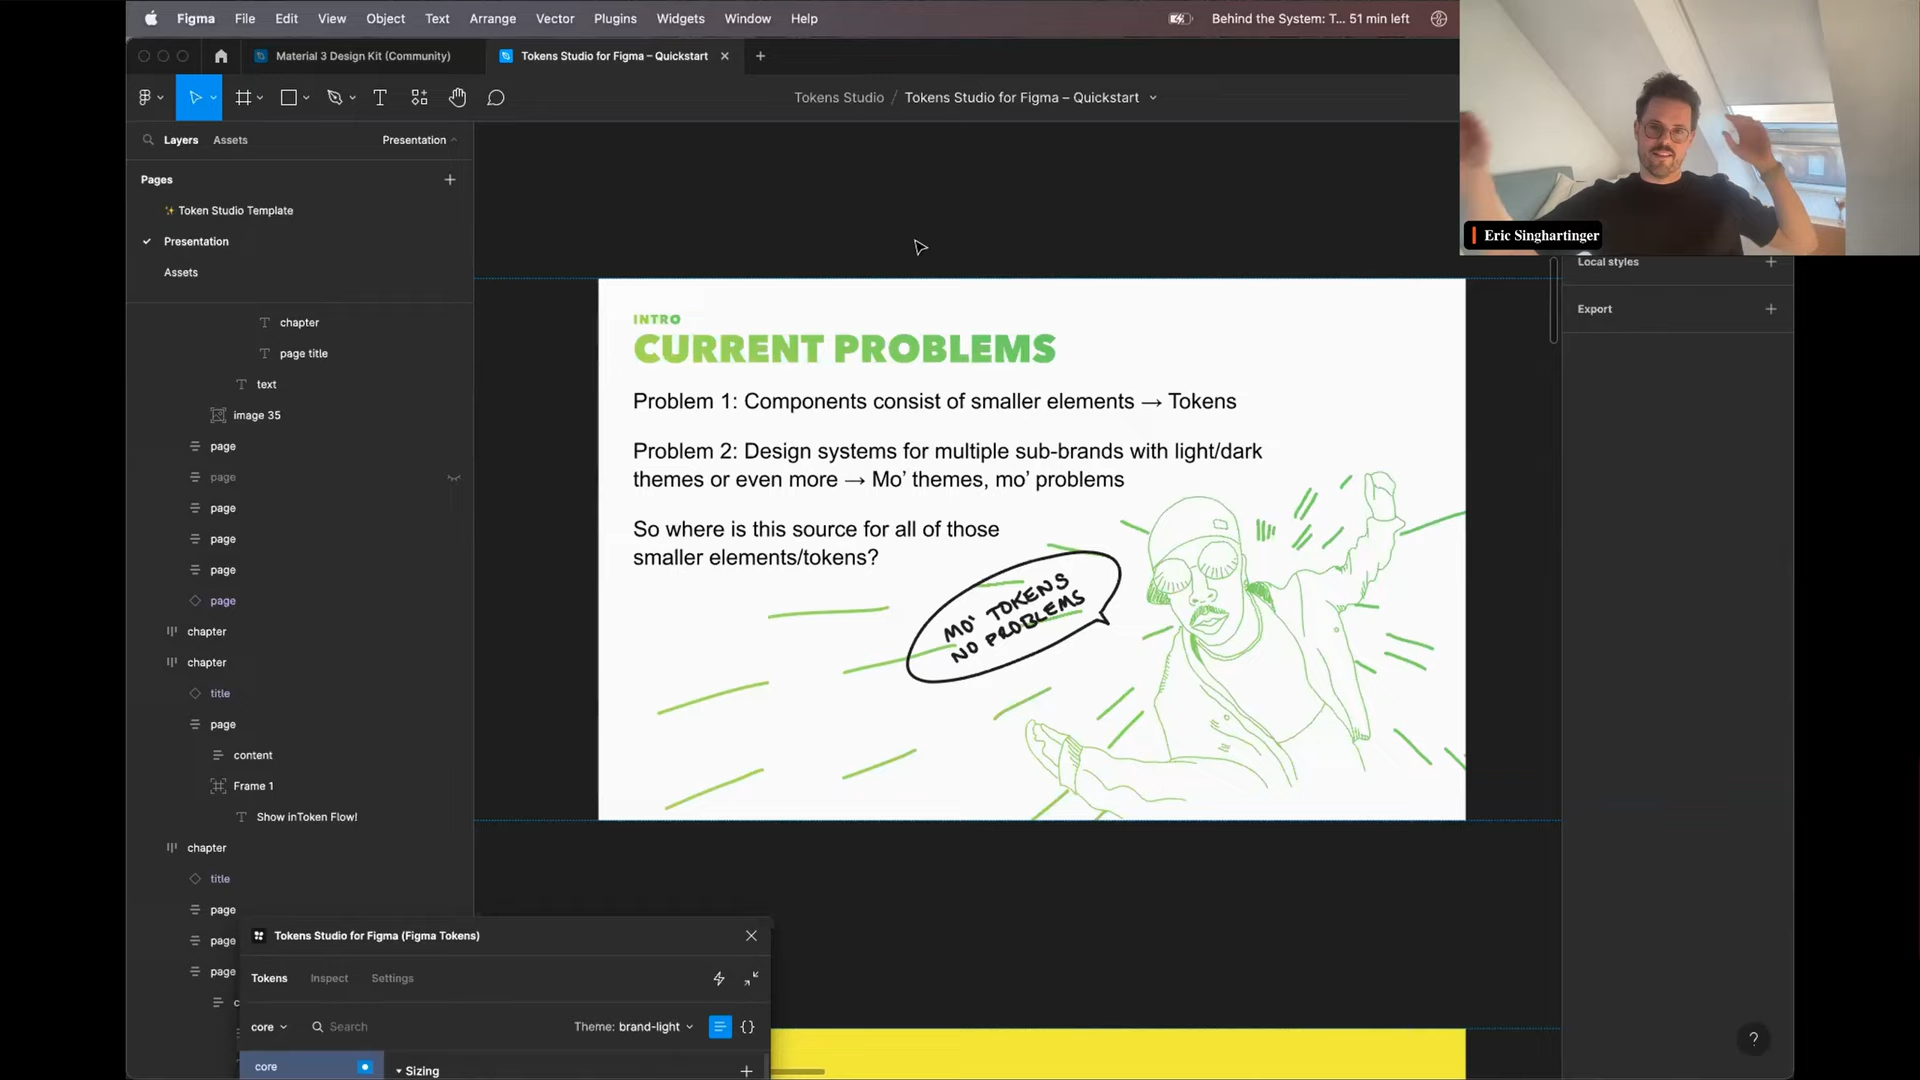 Figma File Edit View Object Text Arrange Vector Plugins Widgets Window Help
Behind the System: T... 51 min left
Material 3 Design Kit (Community)
Tokens Studio for Figma – Quickstart
Tokens Studio / Tokens Studio for Figma – Quickstart
Layers Assets Presentation
Pages
✨ Token Studio Template
Presentation
Assets
chapter
page title
text
image 35
page
page
page
page
page
page
chapter
chapter
title
page
content
Frame 1
Show inToken Flow!
chapter
title
page
page
page
c
INTRO
CURRENT PROBLEMS
Problem 1: Components consist of smaller elements → Tokens
Problem 2: Design systems for multiple sub-brands with light/dark
themes or even more → Mo’ themes, mo’ problems
So where is this source for all of those
smaller elements/tokens?
MO' TOKENS
NO PROBLEMS
Eric Singhartinger
Local styles
Export
Tokens Studio for Figma (Figma Tokens)
Tokens Inspect Settings
core Search Theme: brand-light {}
core
Sizing
?